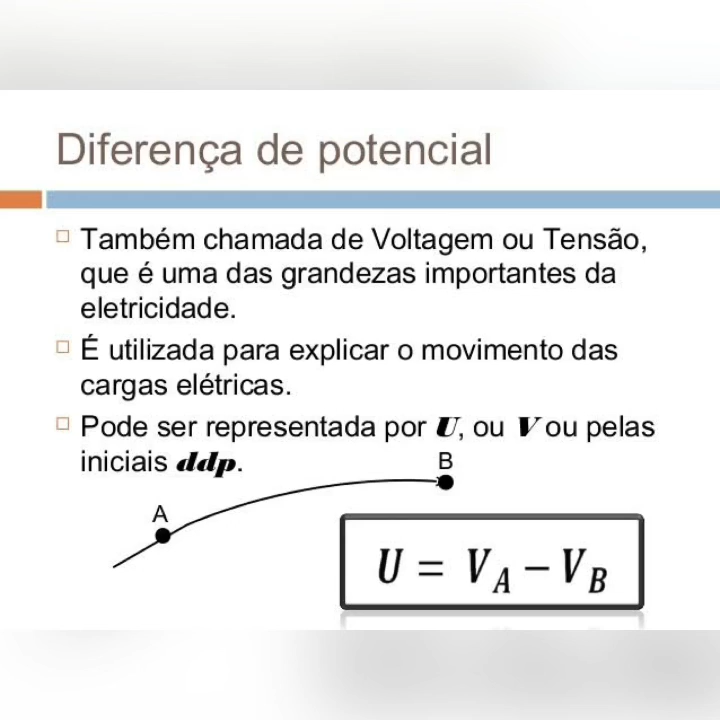 Diferença de potencial
Também chamada de Voltagem ou Tensão,
que é uma das grandezas importantes da
eletricidade.
É utilizada para explicar o movimento das
cargas elétricas.
Pode ser representada por U, ou V ou pelas
iniciais ddp.
B
A
U = V_A − V_B